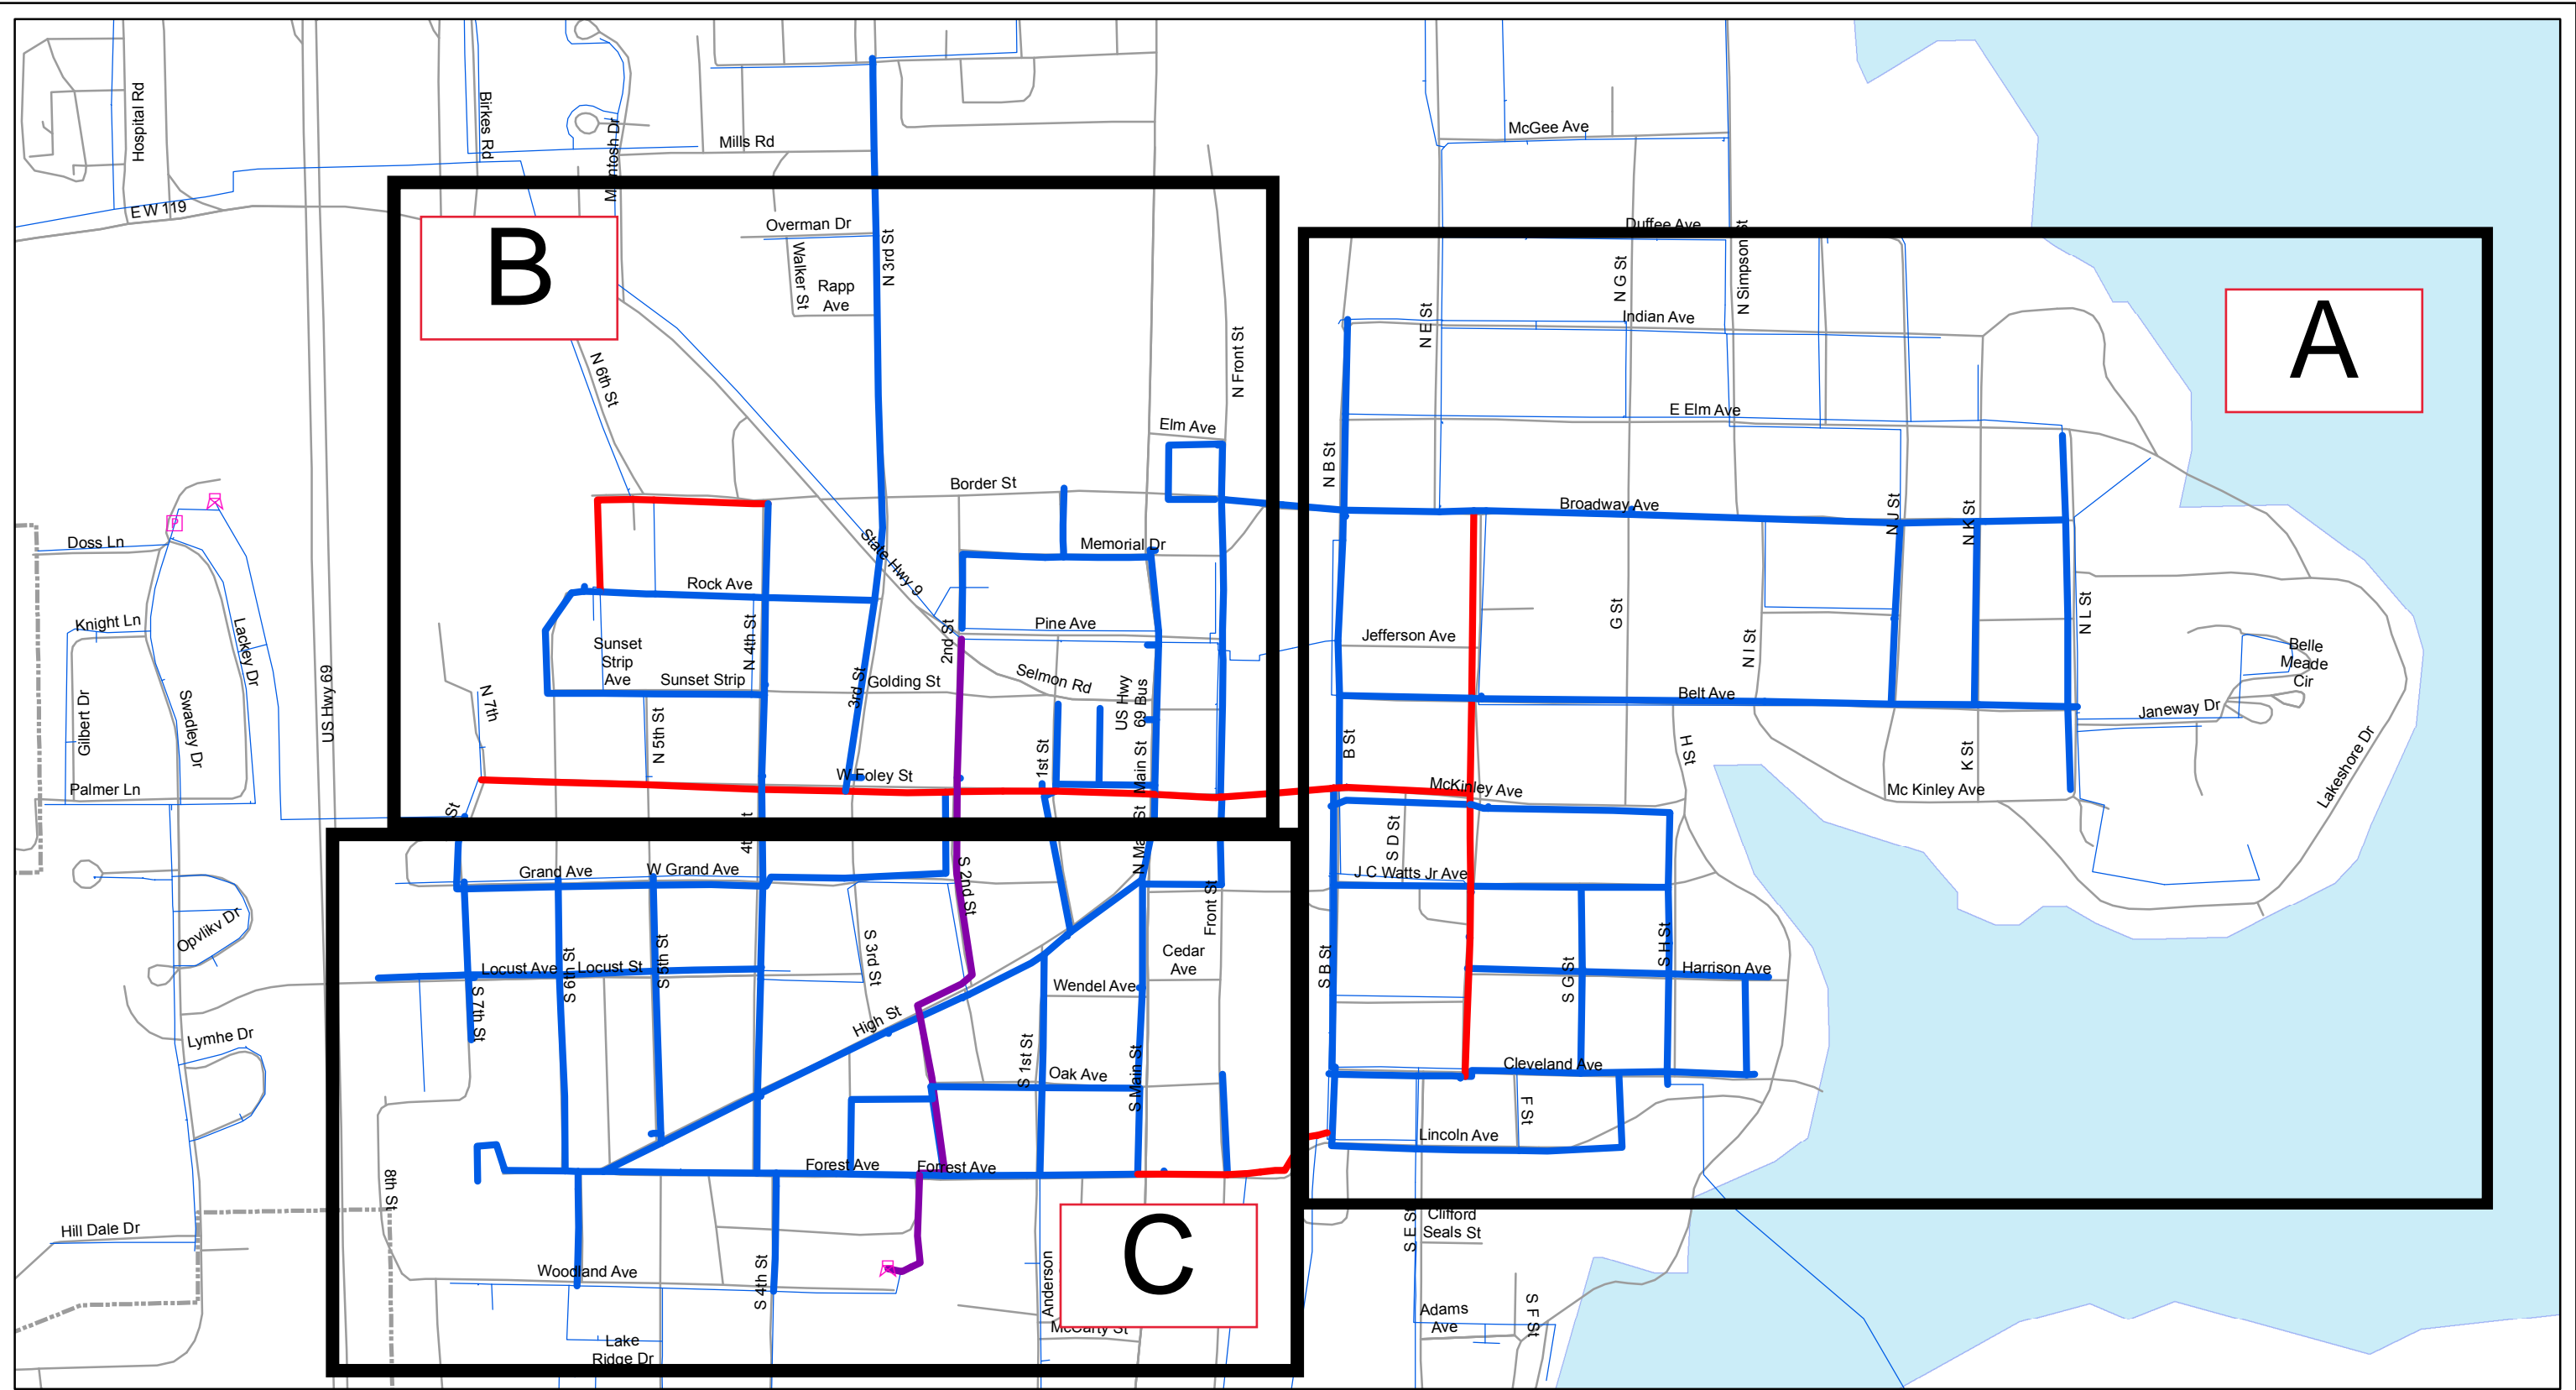 Hospital Rd
Birkes Rd
McIntosh Dr
Mills Rd
McGee Ave
E W 119
Overman Dr
Walker St
Rapp
Ave
N 3rd St
B
Duffee Ave
N G St
N Simpson St
A
N E St
Indian Ave
N Front St
N 6th St
E Elm Ave
Elm Ave
N B St
Border St
Broadway Ave
N J St
N K St
State Hwy 9
Memorial Dr
Doss Ln
P
Rock Ave
Knight Ln
Lackey Dr
Sunset
Strip
Ave
N 4th St
2nd St
Pine Ave
G St
Jefferson Ave
N I St
N L St
Belle
Meade
Cir
Sunset Strip
Golding St
3rd St
Selmon Rd
US Hwy
69 Bus
Belt Ave
Janeway Dr
Gilbert Dr
Swadley Dr
US Hwy 69
N 7th
N 5th St
1st St
Main St
B St
H St
K St
Lakeshore Dr
Palmer Ln
W Foley St
McKinley Ave
Mc Kinley Ave
St
S D St
Grand Ave
W Grand Ave
S 2nd St
J C Watts Jr Ave
Opvlikv Dr
Front St
S 3rd St
Cedar
Ave
S B St
S H St
S G St
Harrison Ave
Locust Ave
Locust St
S 6th St
S 5th St
S 7th St
Wendel Ave
High St
Lymhe Dr
S 1st St
Oak Ave
S Main St
Cleveland Ave
F St
Lincoln Ave
Forest Ave
Forrest Ave
8th St
Hill Dale Dr
Woodland Ave
S 4th St
Anderson
C
S E St
Clifford
Seals St
Adams
Ave
S F St
McCarty St
Lake
Ridge Dr